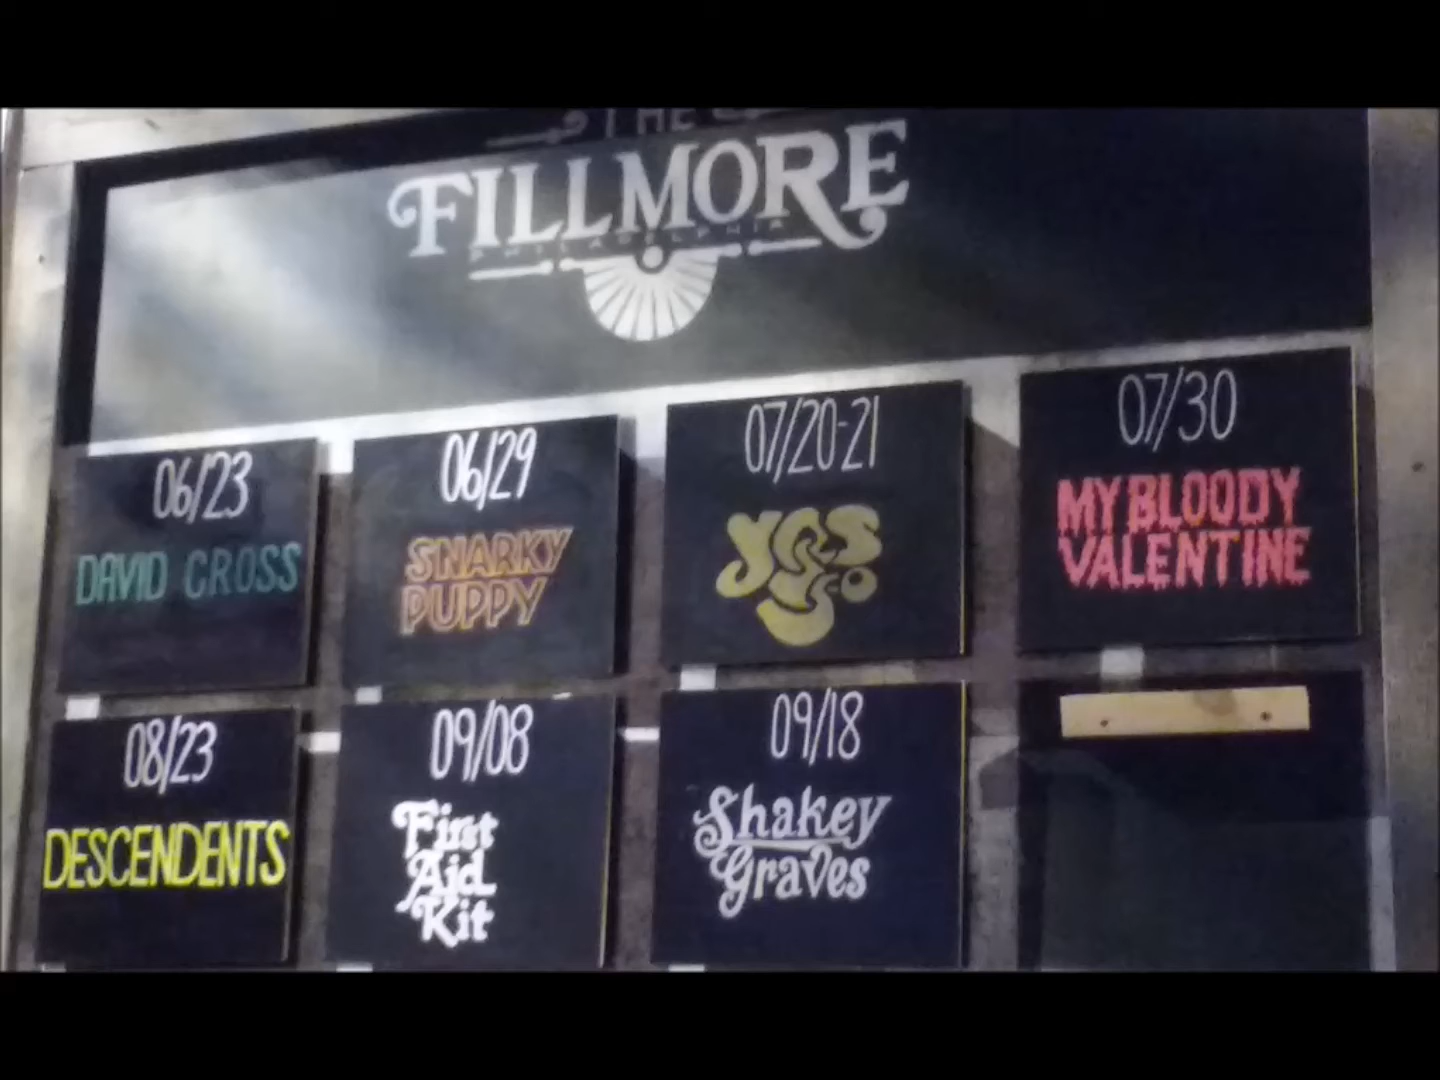 THE
FILLMORE
PHILADELPHIA
06/23
DAVID CROSS
06/29
SNARKY
PUPPY
07/20-21
yes
50
07/30
MY BLOODY
VALENTINE
08/23
DESCENDENTS
09/08
First
Aid
Kit
09/18
Shakey
Graves